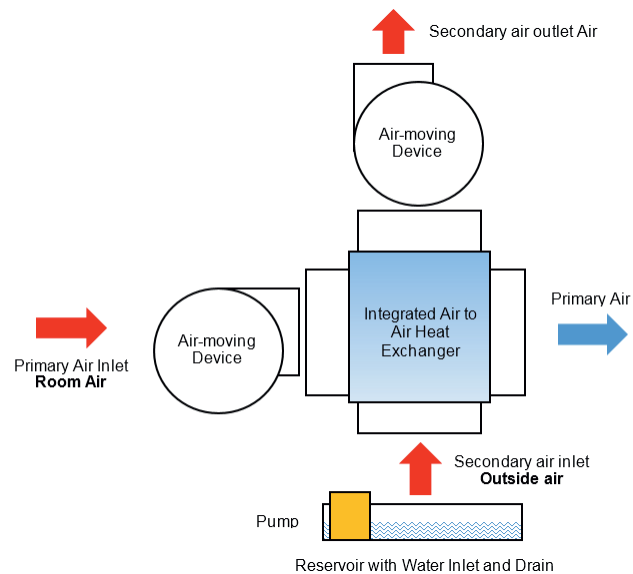 Secondary air outlet Air
Air-moving
Device
Integrated Air to
Air Heat
Exchanger
Primary Air
Air-moving
Device
Primary Air Inlet
Room Air
Secondary air inlet
Outside air
Pump
Reservoir with Water Inlet and Drain